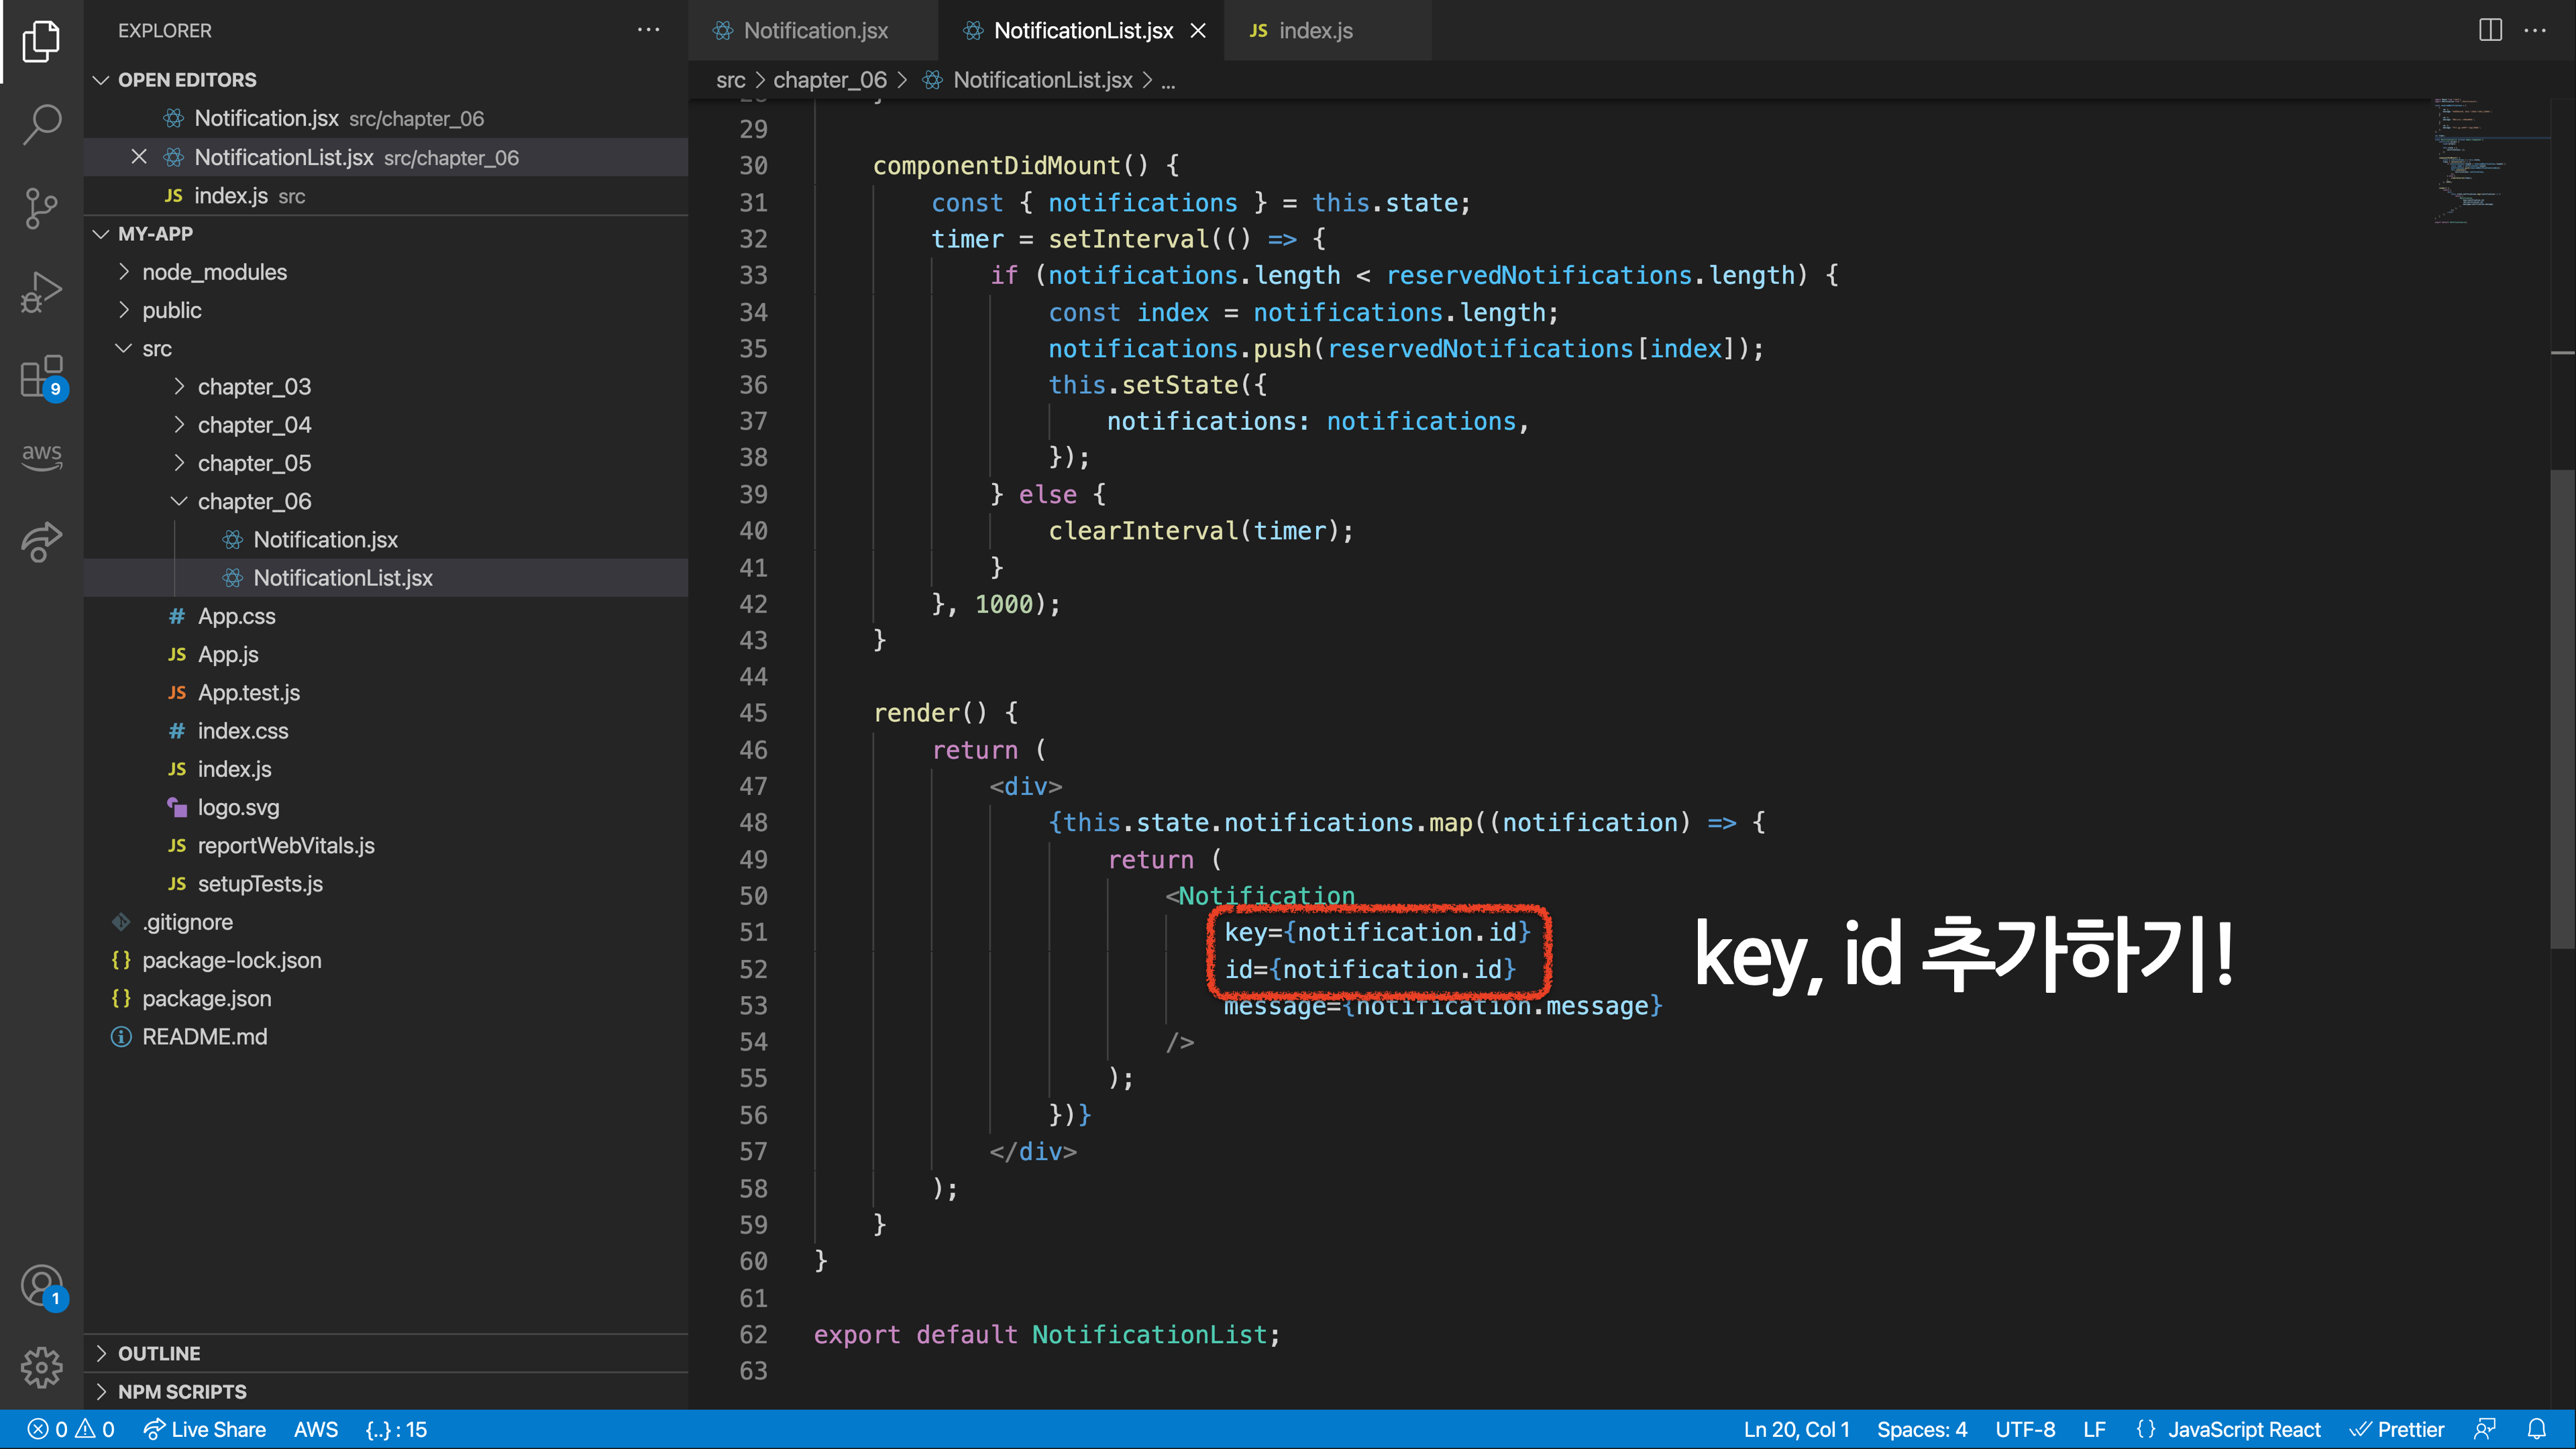 EXPLORER
OPEN EDITORS
Notification.jsx src/chapter_06
NotificationList.jsx src/chapter_06
JS index.js src
MY-APP
node_modules
public
src
chapter_03
chapter_04
chapter_05
chapter_06
Notification.jsx
NotificationList.jsx
# App.css
JS App.js
JS App.test.js
# index.css
JS index.js
logo.svg
JS reportWebVitals.js
JS setupTests.js
.gitignore
{} package-lock.json
{} package.json
README.md
OUTLINE
NPM SCRIPTS
9
aws
1
Notification.jsx
NotificationList.jsx
JS index.js
src > chapter_06 > NotificationList.jsx > ...
29
30 componentDidMount() {
31 const { notifications } = this.state;
32 timer = setInterval(() => {
33 if (notifications.length < reservedNotifications.length) {
34 const index = notifications.length;
35 notifications.push(reservedNotifications[index]);
36 this.setState({
37 notifications: notifications,
38 });
39 } else {
40 clearInterval(timer);
41 }
42 }, 1000);
43 }
44
45 render() {
46 return (
47 <div>
48 {this.state.notifications.map((notification) => {
49 return (
50 <Notification
51 key={notification.id}
52 id={notification.id}
53 message={notification.message}
54 />
55 );
56 })}
57 </div>
58 );
59 }
60 }
61
62 export default NotificationList;
63
key, id 추가하기!
0 0 Live Share AWS {..} : 15
Ln 20, Col 1 Spaces: 4 UTF-8 LF {} JavaScript React Prettier